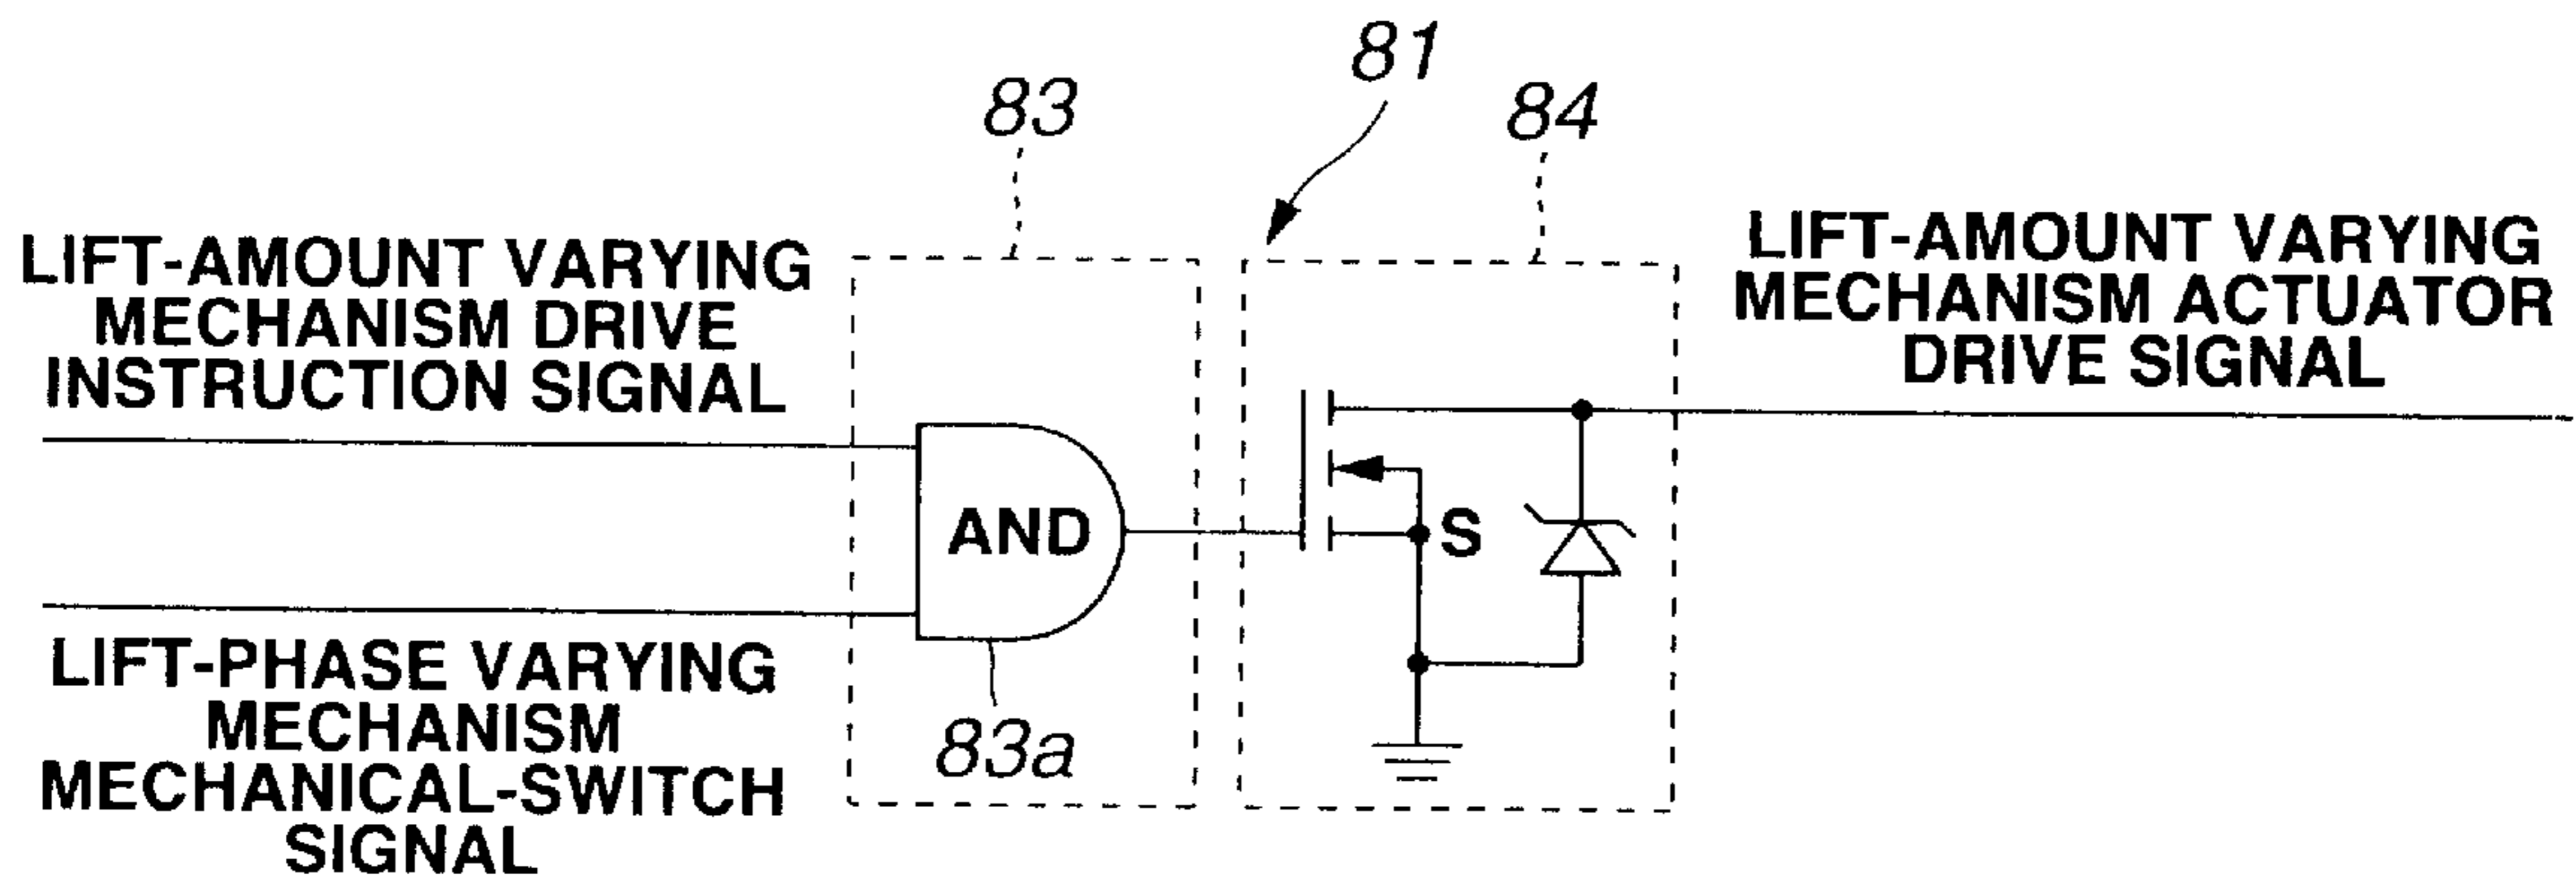 81
83
84
LIFT-AMOUNT VARYING
MECHANISM DRIVE
INSTRUCTION SIGNAL
LIFT-AMOUNT VARYING
MECHANISM ACTUATOR
DRIVE SIGNAL
AND
S
LIFT-PHASE VARYING
MECHANISM
MECHANICAL-SWITCH
SIGNAL
83a